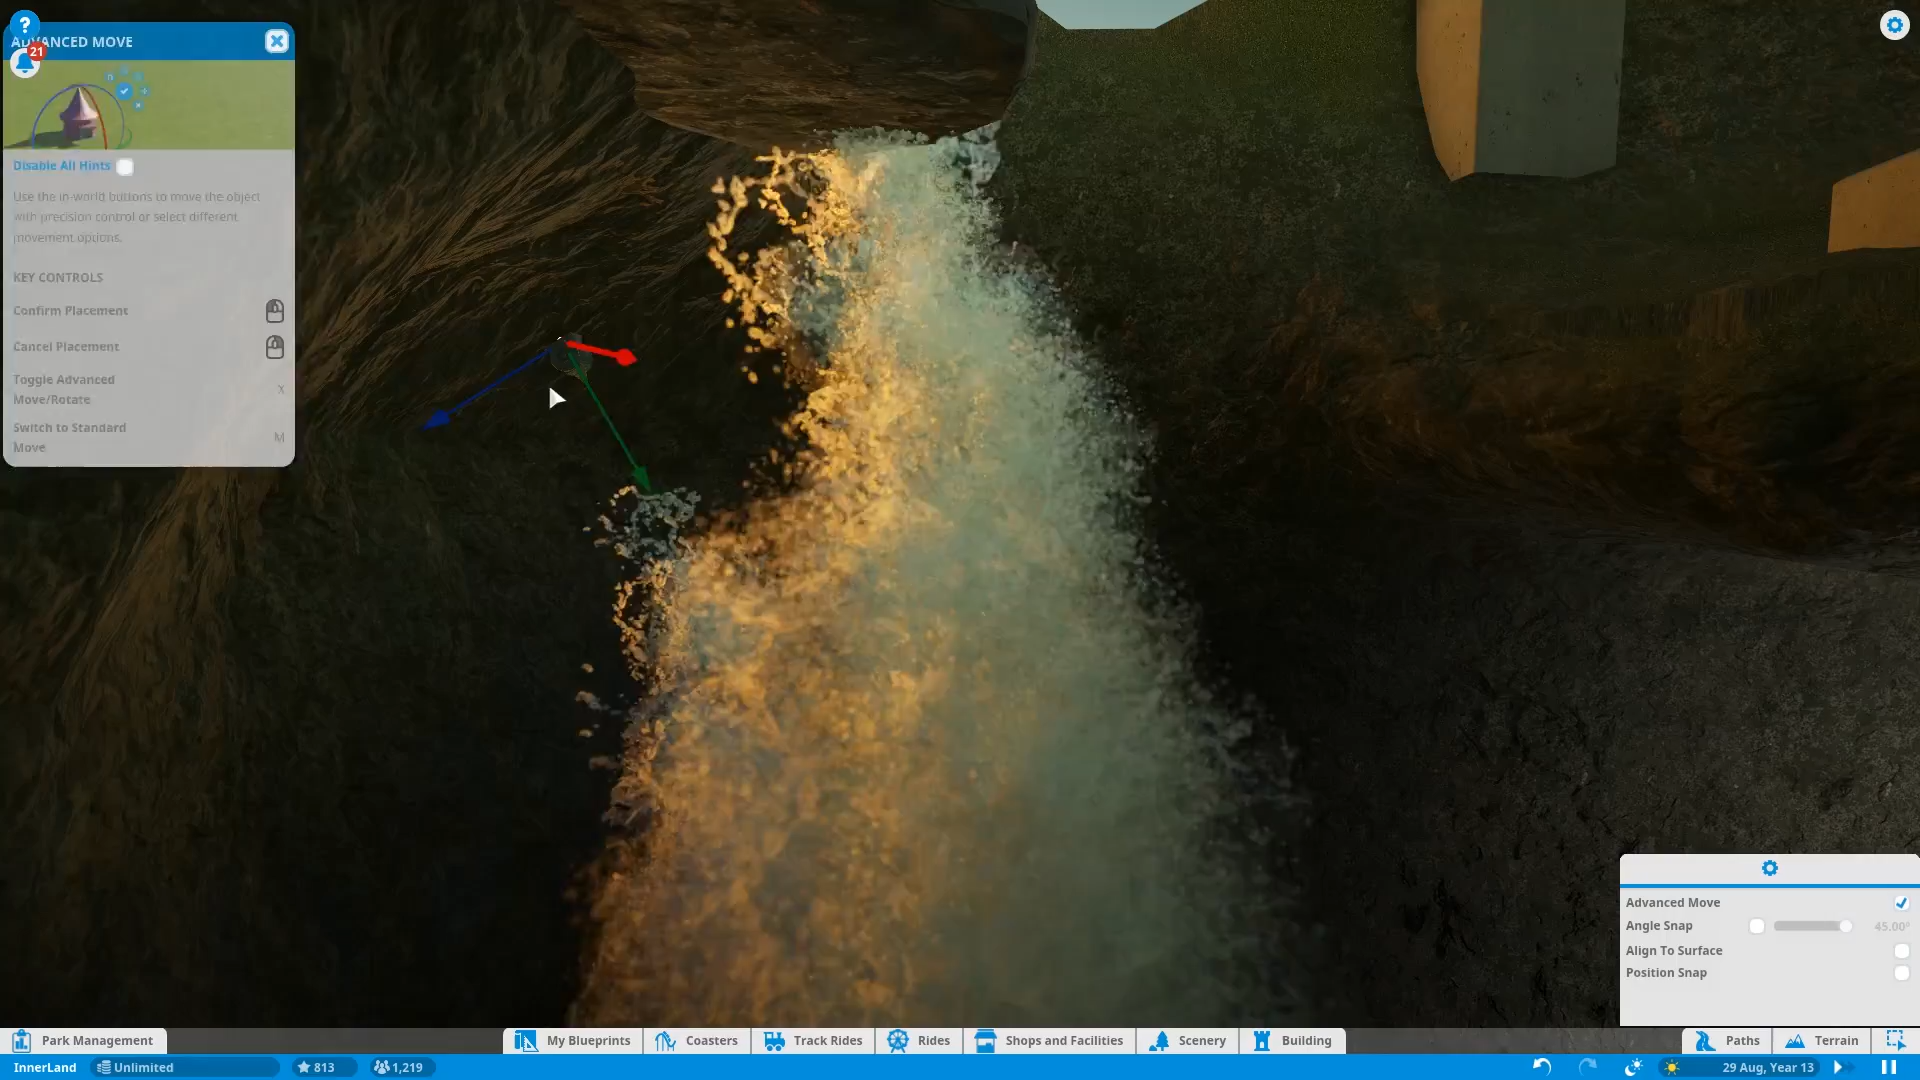 ?
ADVANCED MOVE
21
Disable All Hints
Use the in-world buttons to move the object
with precision control or select different
movement options.
KEY CONTROLS
Confirm Placement
Cancel Placement
Toggle Advanced
Move/Rotate
X
Switch to Standard
Move
M
Advanced Move
Angle Snap
45.00°
Align To Surface
Position Snap
Park Management
My Blueprints
Coasters
Track Rides
Rides
Shops and Facilities
Scenery
Building
Paths
Terrain
InnerLand
Unlimited
813
1,219
29 Aug, Year 13